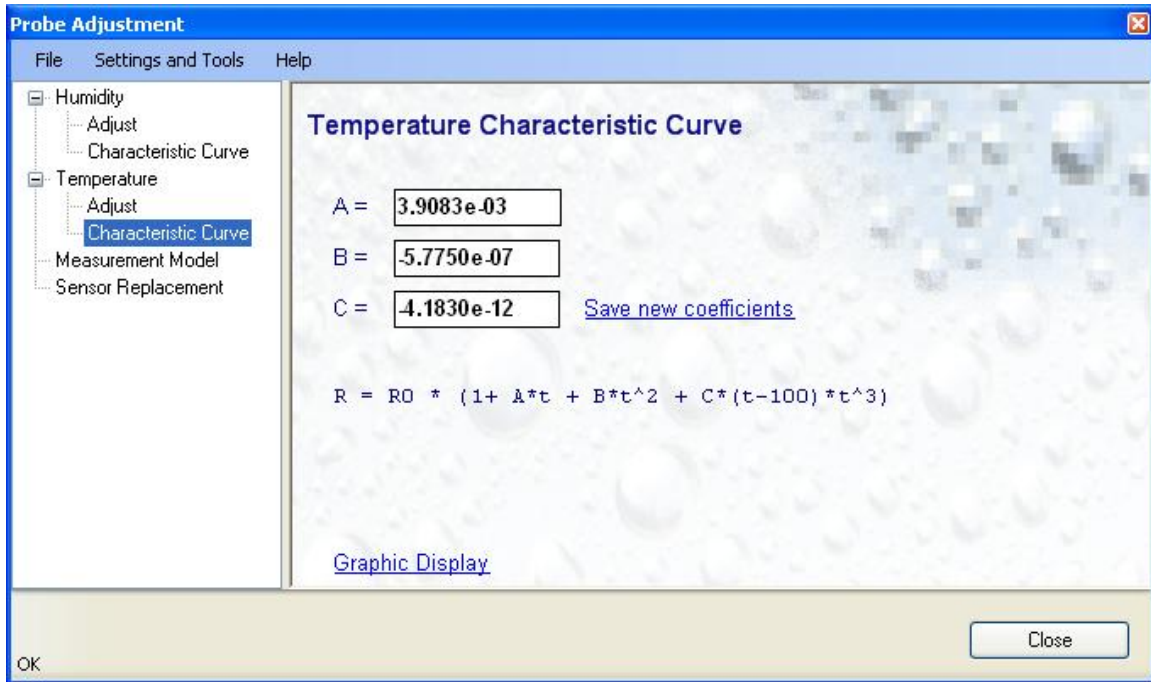 Probe Adjustment
File Settings and Tools Help
Humidity
Adjust
Characteristic Curve
Temperature
Adjust
Characteristic Curve
Measurement Model
Sensor Replacement
Temperature Characteristic Curve
A = 3.9083e-03
B = -5.7750e-07
C = -4.1830e-12 Save new coefficients
R = R0 * (1+ A*t + B*t^2 + C*(t-100)*t^3)
Graphic Display
Close
OK